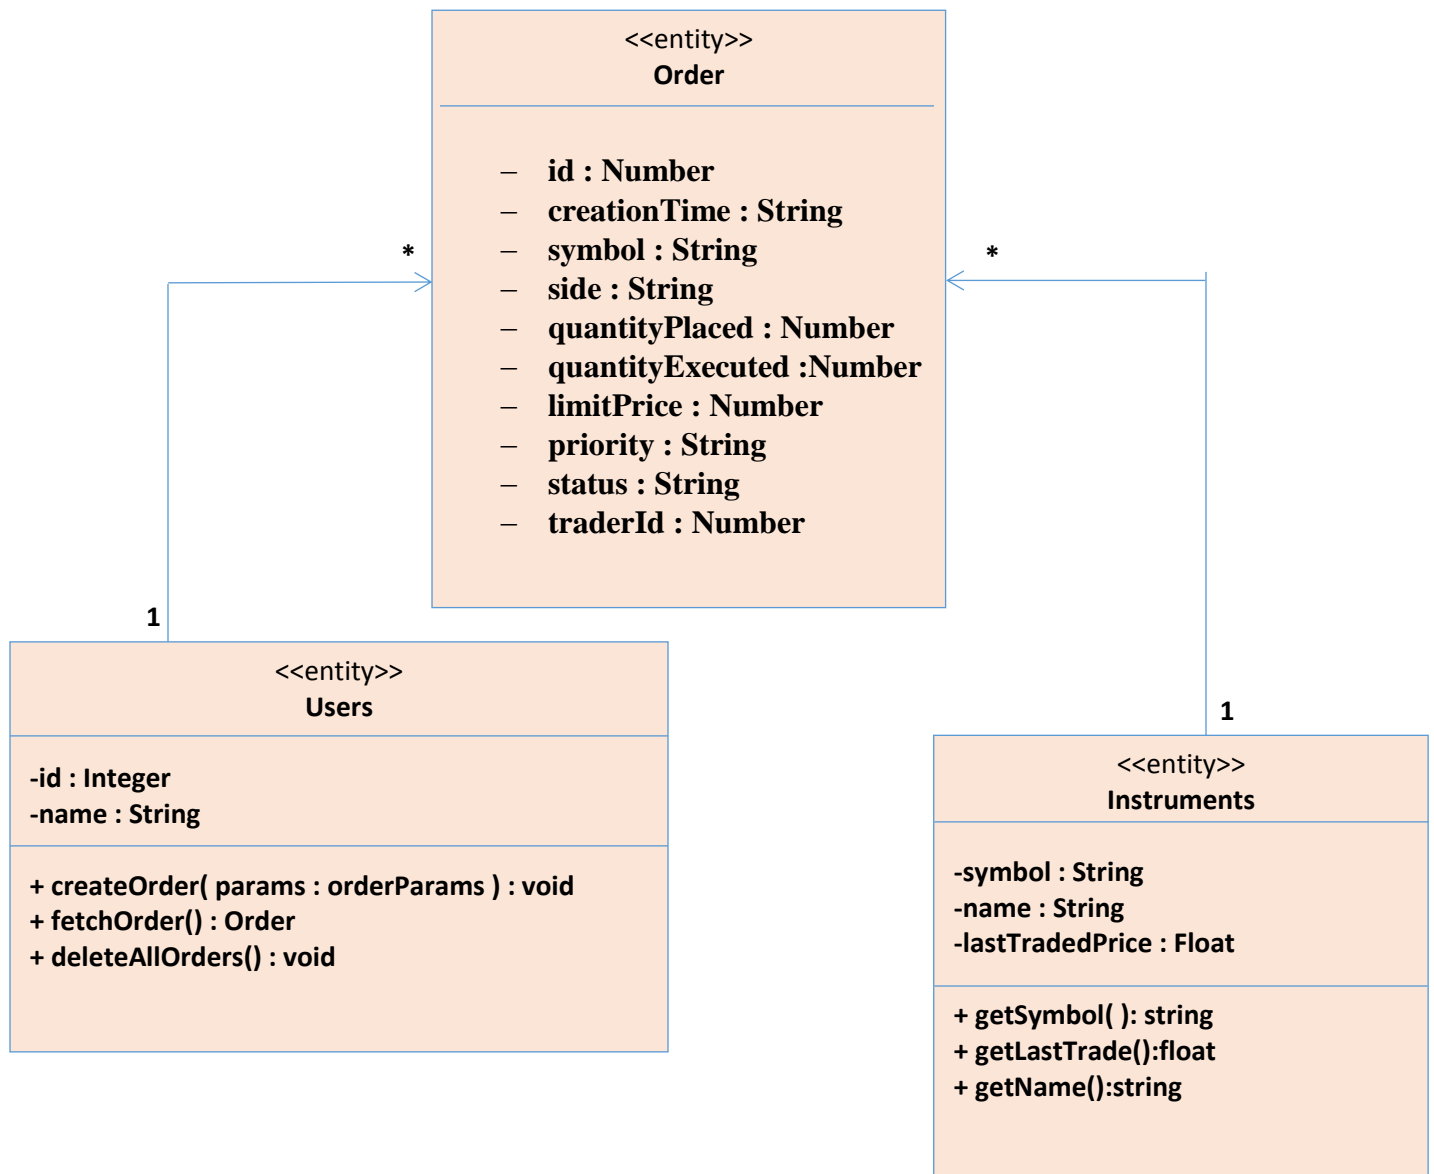 <<entity>>
Order
– id : Number
– creationTime : String
– symbol : String
– side : String
– quantityPlaced : Number
– quantityExecuted :Number
– limitPrice : Number
– priority : String
– status : String
– traderId : Number
*
*
1
<<entity>>
Users
-id : Integer
-name : String
+ createOrder( params : orderParams ) : void
+ fetchOrder() : Order
+ deleteAllOrders() : void
1
<<entity>>
Instruments
-symbol : String
-name : String
-lastTradedPrice : Float
+ getSymbol( ): string
+ getLastTrade():float
+ getName():string